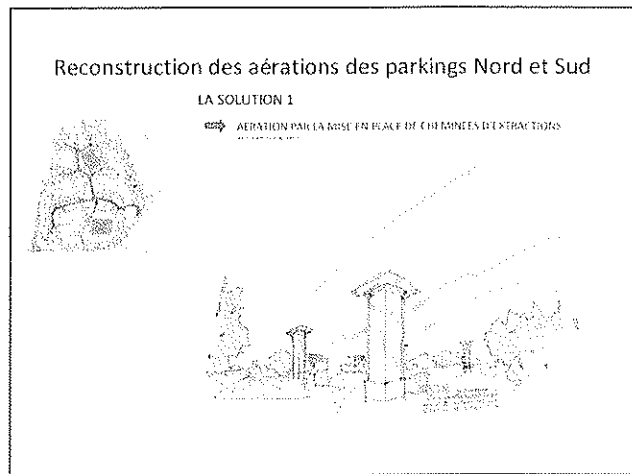 Reconstruction des aérations des parkings Nord et Sud
LA SOLUTION 1
AERATION PAR LA MISE EN PLACE DE CHEMINEES D'EXTRACTIONS